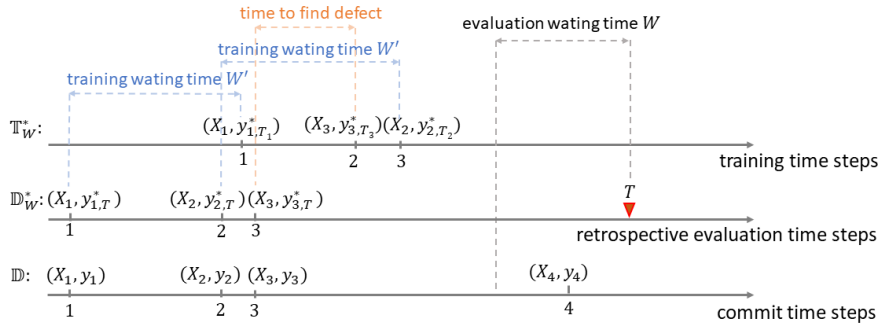 time to find defect
evaluation wating time W
training wating time W′
training wating time W′
𝕋*_W: (X₁, y*_{1,T₁}) (X₃, y*_{3,T₃})(X₂, y*_{2,T₂})
1 2 3
training time steps
T
𝔻*_W: (X₁, y*_{1,T}) (X₂, y*_{2,T})(X₃, y*_{3,T})
1 2 3
retrospective evaluation time steps
𝔻: (X₁, y₁) (X₂, y₂) (X₃, y₃) (X₄, y₄)
1 2 3 4
commit time steps